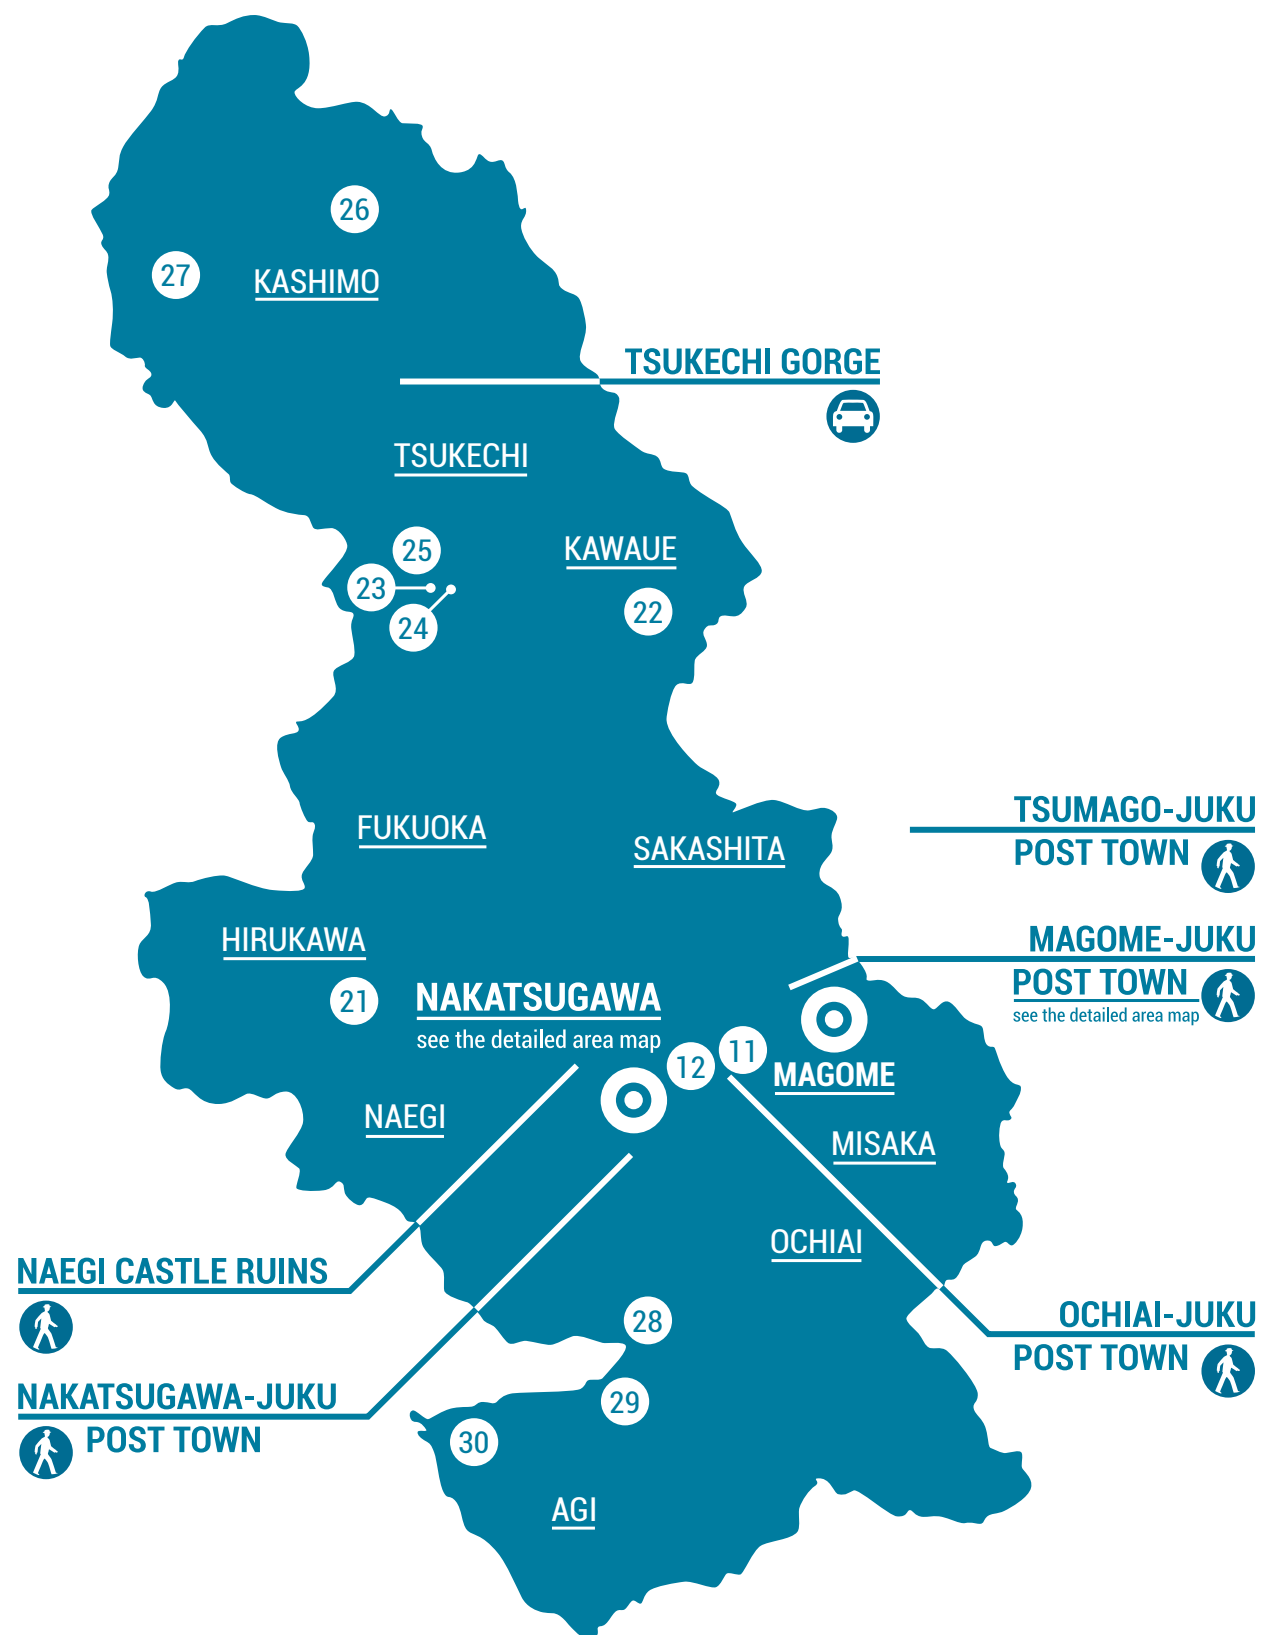 26
27
KASHIMO
TSUKECHI GORGE
TSUKECHI
25
KAWAUE
23
22
24
TSUMAGO-JUKU
POST TOWN
FUKUOKA
SAKASHITA
HIRUKAWA
MAGOME-JUKU
POST TOWN
see the detailed area map
21
NAKATSUGAWA
see the detailed area map
11
12
MAGOME
NAEGI
MISAKA
OCHIAI
NAEGI CASTLE RUINS
28
OCHIAI-JUKU
POST TOWN
NAKATSUGAWA-JUKU
POST TOWN
29
30
AGI